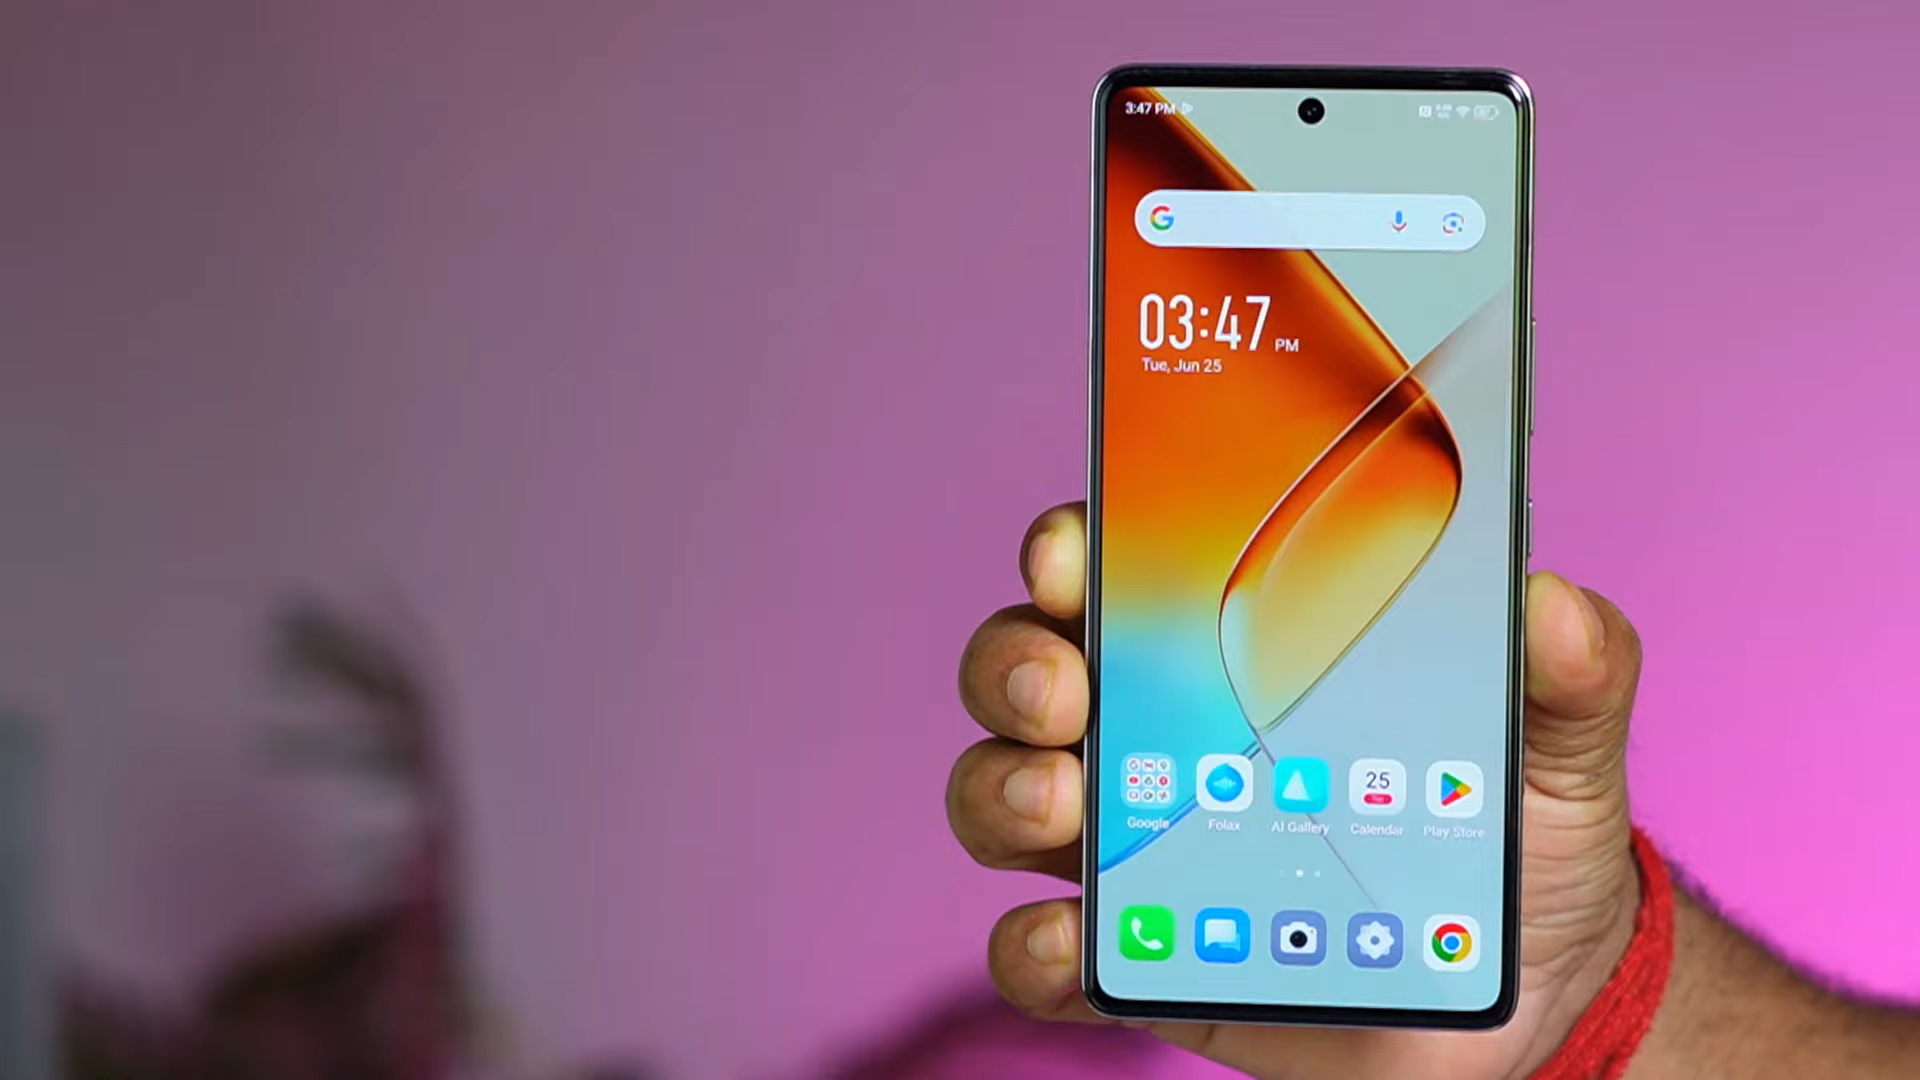 3:47 PM
03:47 PM
Tue, Jun 25
Google
Folax
AI Gallery
25
Calendar
Play Store